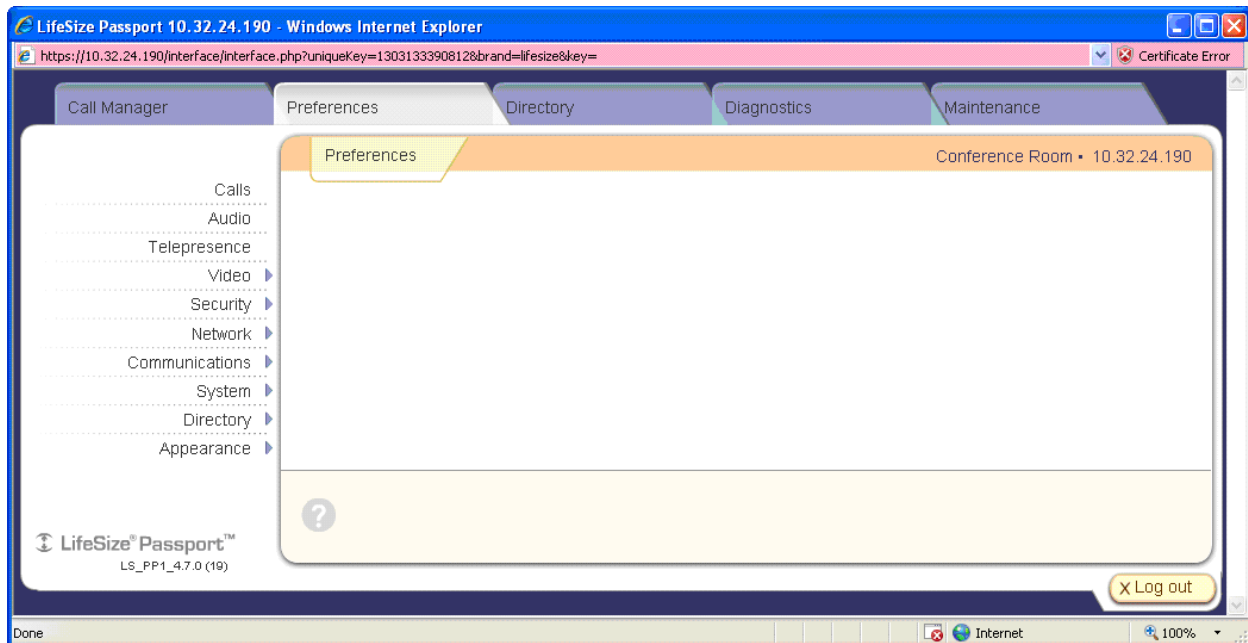 LifeSize Passport 10.32.24.190 - Windows Internet Explorer
https://10.32.24.190/interface/interface.php?uniqueKey=1303133390812&brand=lifesize&key=
Certificate Error
Call Manager
Preferences
Directory
Diagnostics
Maintenance
Preferences
Conference Room • 10.32.24.190
Calls
Audio
Telepresence
Video
Security
Network
Communications
System
Directory
Appearance
?
LifeSize® Passport™
LS_PP1_4.7.0 (19)
X Log out
Done
Internet
100%